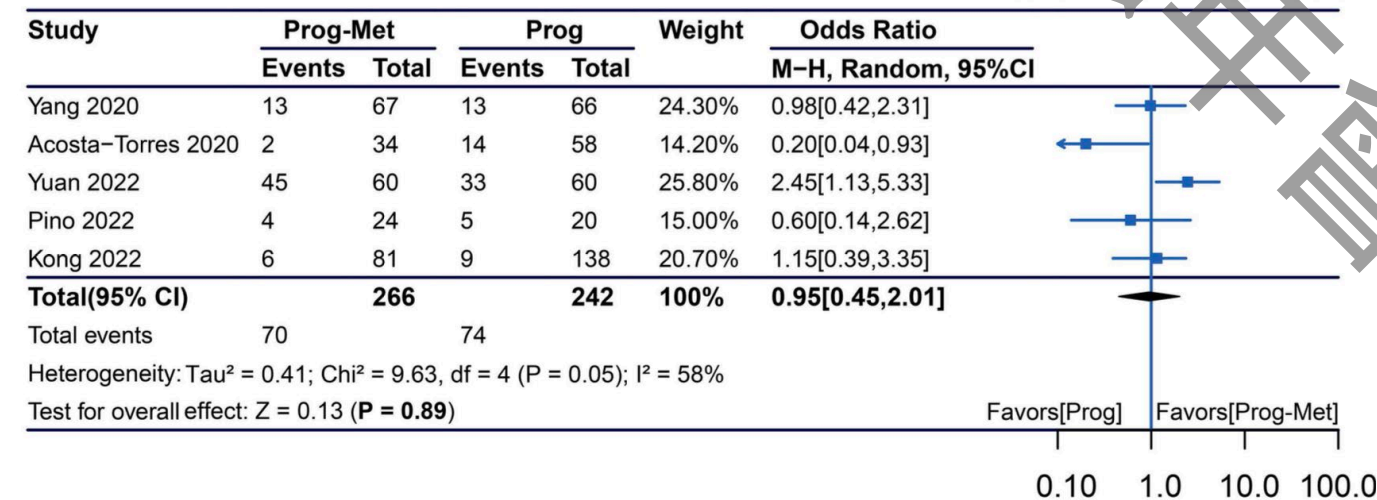 Study Prog-Met Prog Weight Odds Ratio
Events Total Events Total M−H, Random, 95%CI
Yang 2020 13 67 13 66 24.30% 0.98[0.42,2.31]
Acosta−Torres 2020 2 34 14 58 14.20% 0.20[0.04,0.93]
Yuan 2022 45 60 33 60 25.80% 2.45[1.13,5.33]
Pino 2022 4 24 5 20 15.00% 0.60[0.14,2.62]
Kong 2022 6 81 9 138 20.70% 1.15[0.39,3.35]
Total(95% CI) 266 242 100% 0.95[0.45,2.01]
Total events 70 74
Heterogeneity: Tau² = 0.41; Chi² = 9.63, df = 4 (P = 0.05); I² = 58%
Test for overall effect: Z = 0.13 (P = 0.89)
Favors[Prog] Favors[Prog-Met]
0.10 1.0 10.0 100.0